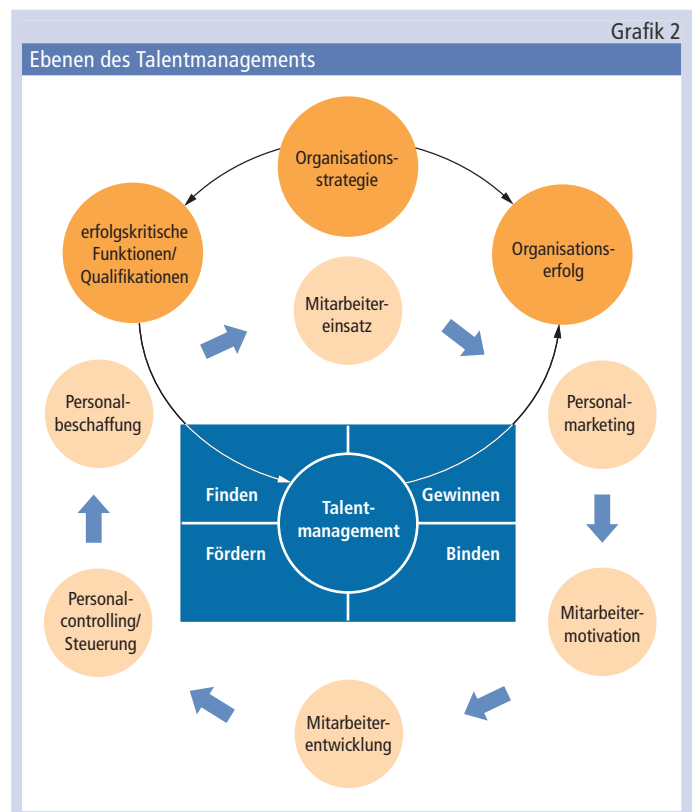 Grafik 2
Ebenen des Talentmanagements
Organisations-
strategie
erfolgskritische
Funktionen/
Qualifikationen
Organisations-
erfolg
Mitarbeiter-
einsatz
Personal-
beschaffung
Personal-
marketing
Finden
Gewinnen
Talent-
management
Fördern
Binden
Personal-
controlling/
Steuerung
Mitarbeiter-
motivation
Mitarbeiter-
entwicklung